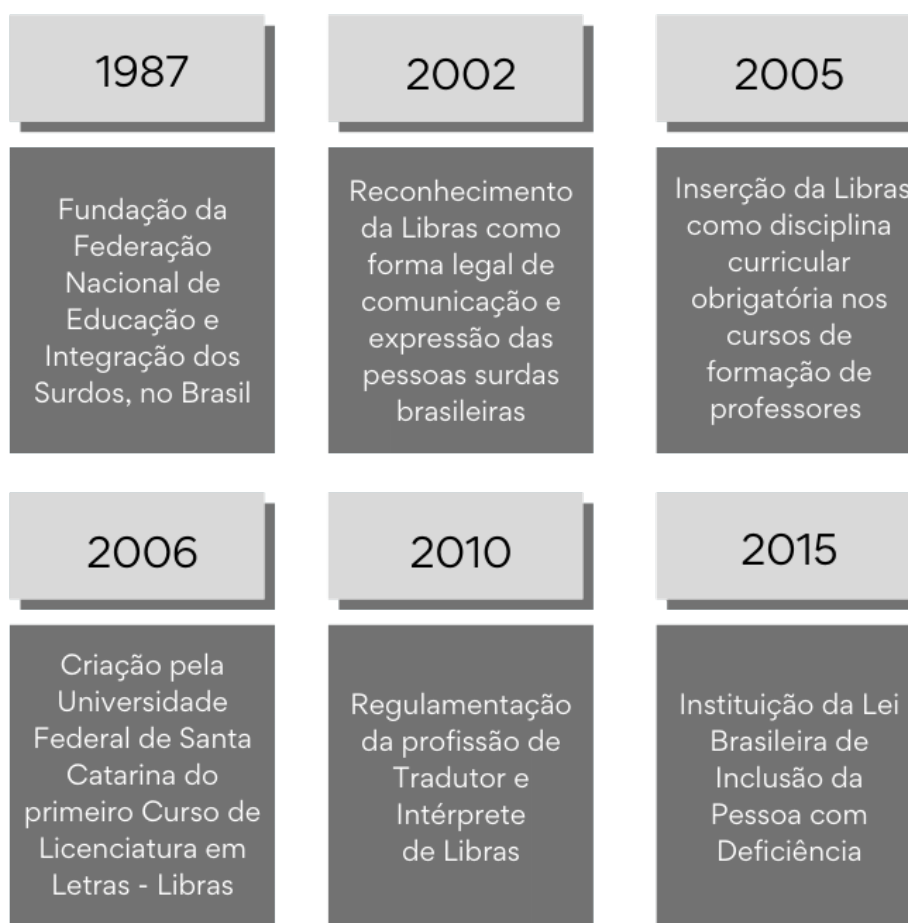 1987
Fundação da
Federação
Nacional de
Educação e
Integração dos
Surdos, no Brasil
2002
Reconhecimento
da Libras como
forma legal de
comunicação e
expressão das
pessoas surdas
brasileiras
2005
Inserção da Libras
como disciplina
curricular
obrigatória nos
cursos de
formação de
professores
2006
Criação pela
Universidade
Federal de Santa
Catarina do
primeiro Curso de
Licenciatura em
Letras - Libras
2010
Regulamentação
da profissão de
Tradutor e
Intérprete
de Libras
2015
Instituição da Lei
Brasileira de
Inclusão da
Pessoa com
Deficiência